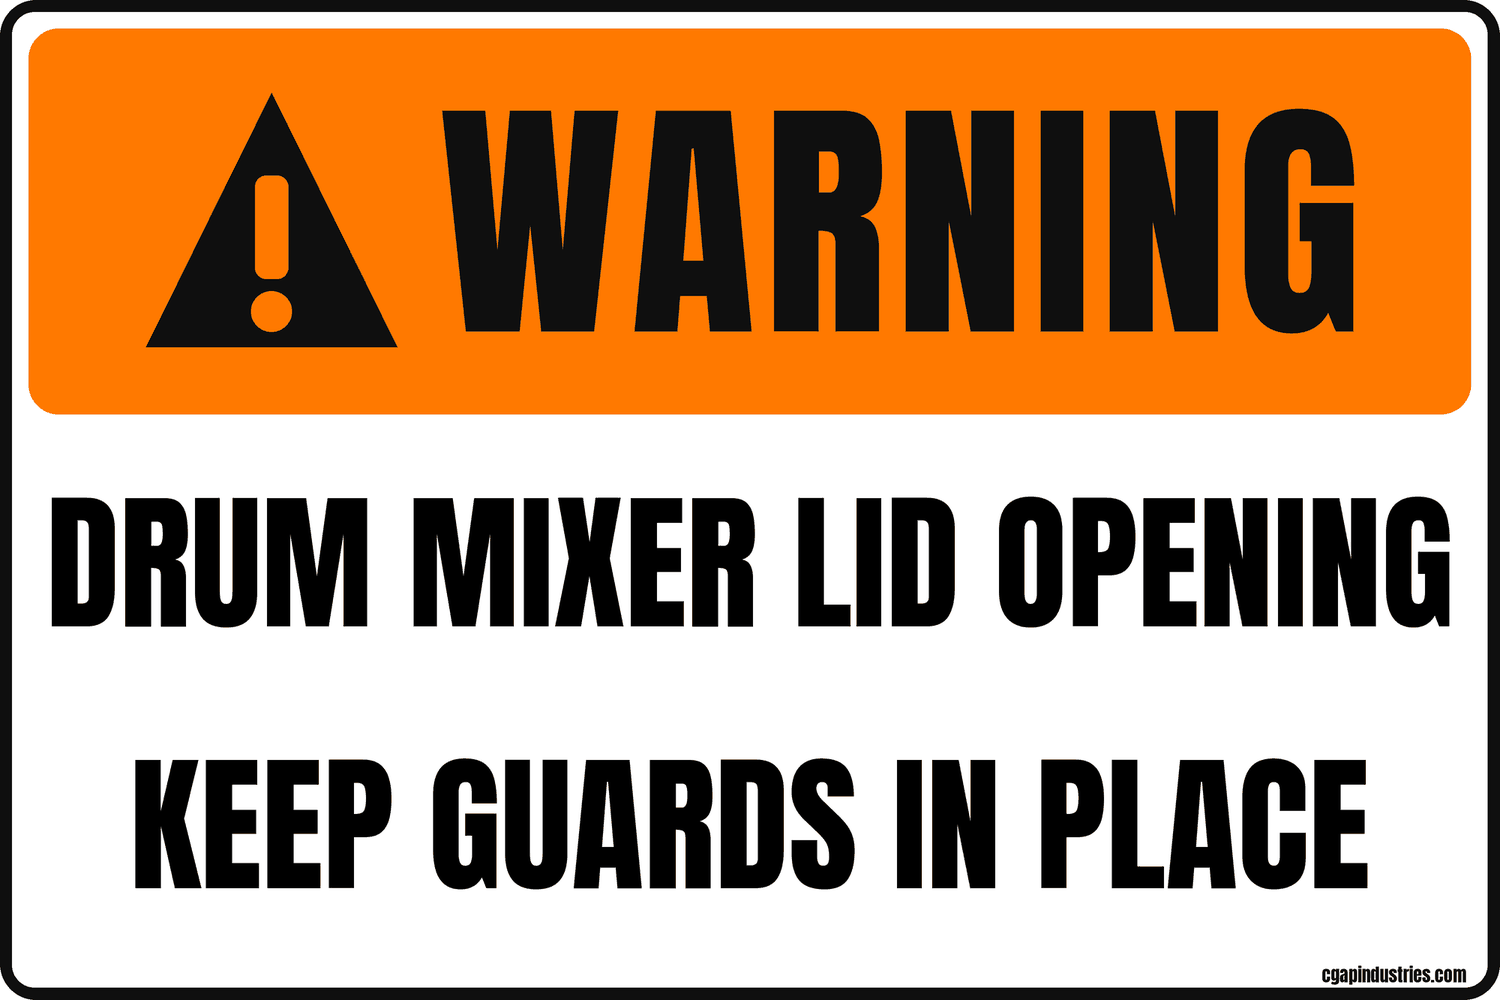 WARNING
DRUM MIXER LID OPENING
KEEP GUARDS IN PLACE
cgapindustries.com